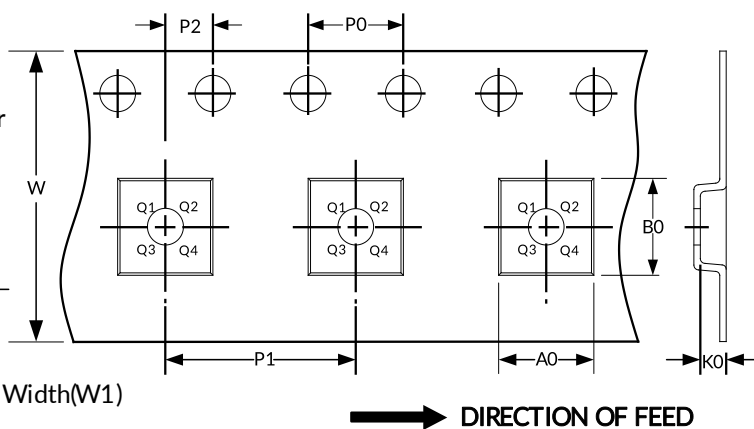 P2
P0
r
W
Q1 Q2
Q3 Q4
Q1 Q2
Q3 Q4
Q1 Q2
Q3 Q4
B0
P1
A0
K0
Width(W1)
DIRECTION OF FEED